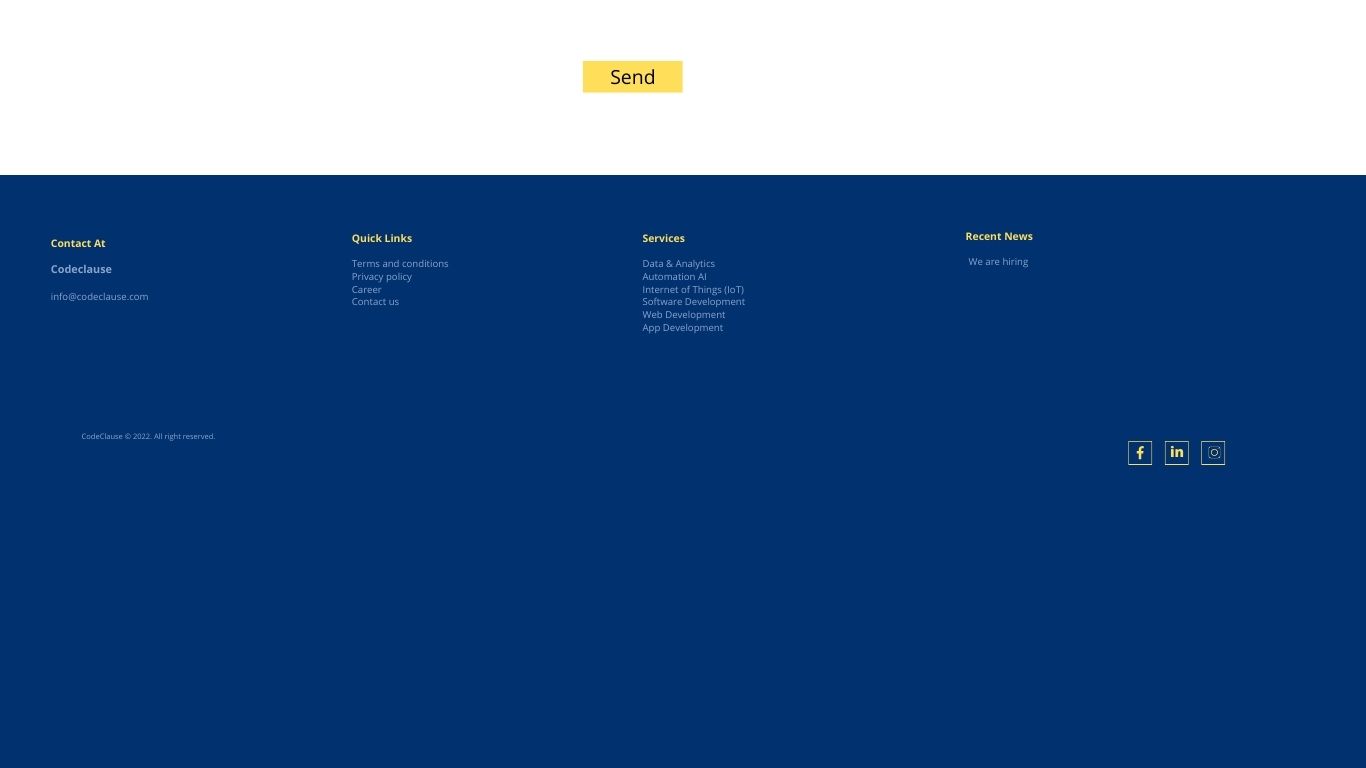 Send
Contact At
Codeclause
info@codeclause.com
Quick Links
Terms and conditions
Privacy policy
Career
Contact us
Services
Data & Analytics
Automation AI
Internet of Things (IoT)
Software Development
Web Development
App Development
Recent News
We are hiring
CodeClause © 2022. All right reserved.